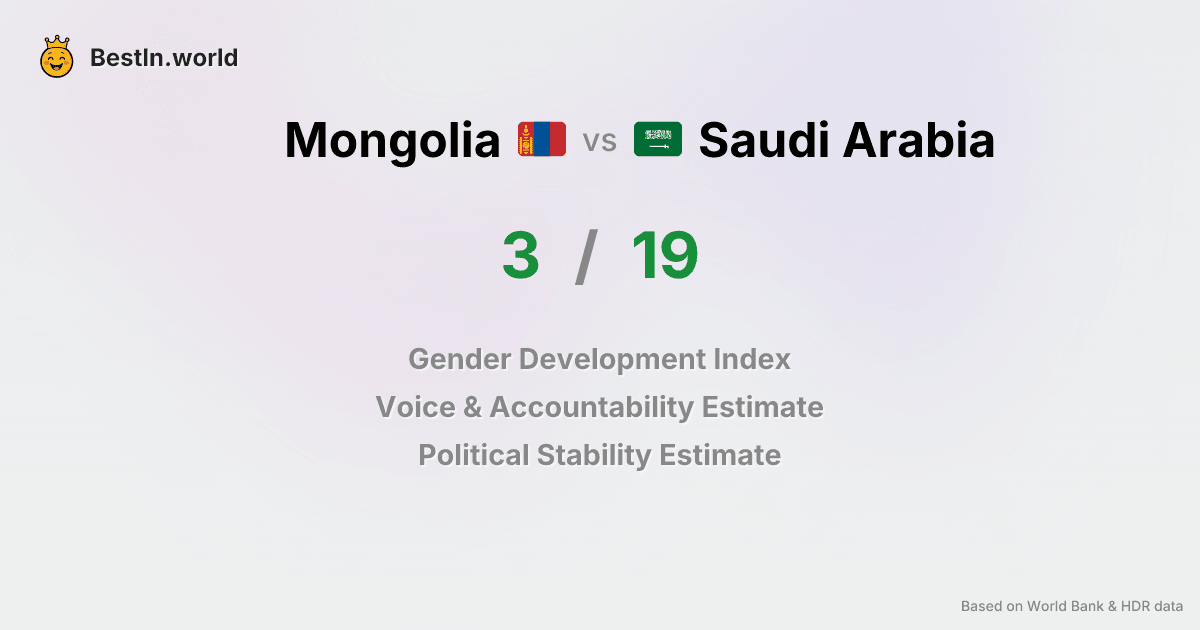 BestIn.world
Mongolia vs Saudi Arabia
3 / 19
Gender Development Index
Voice & Accountability Estimate
Political Stability Estimate
Based on World Bank & HDR data